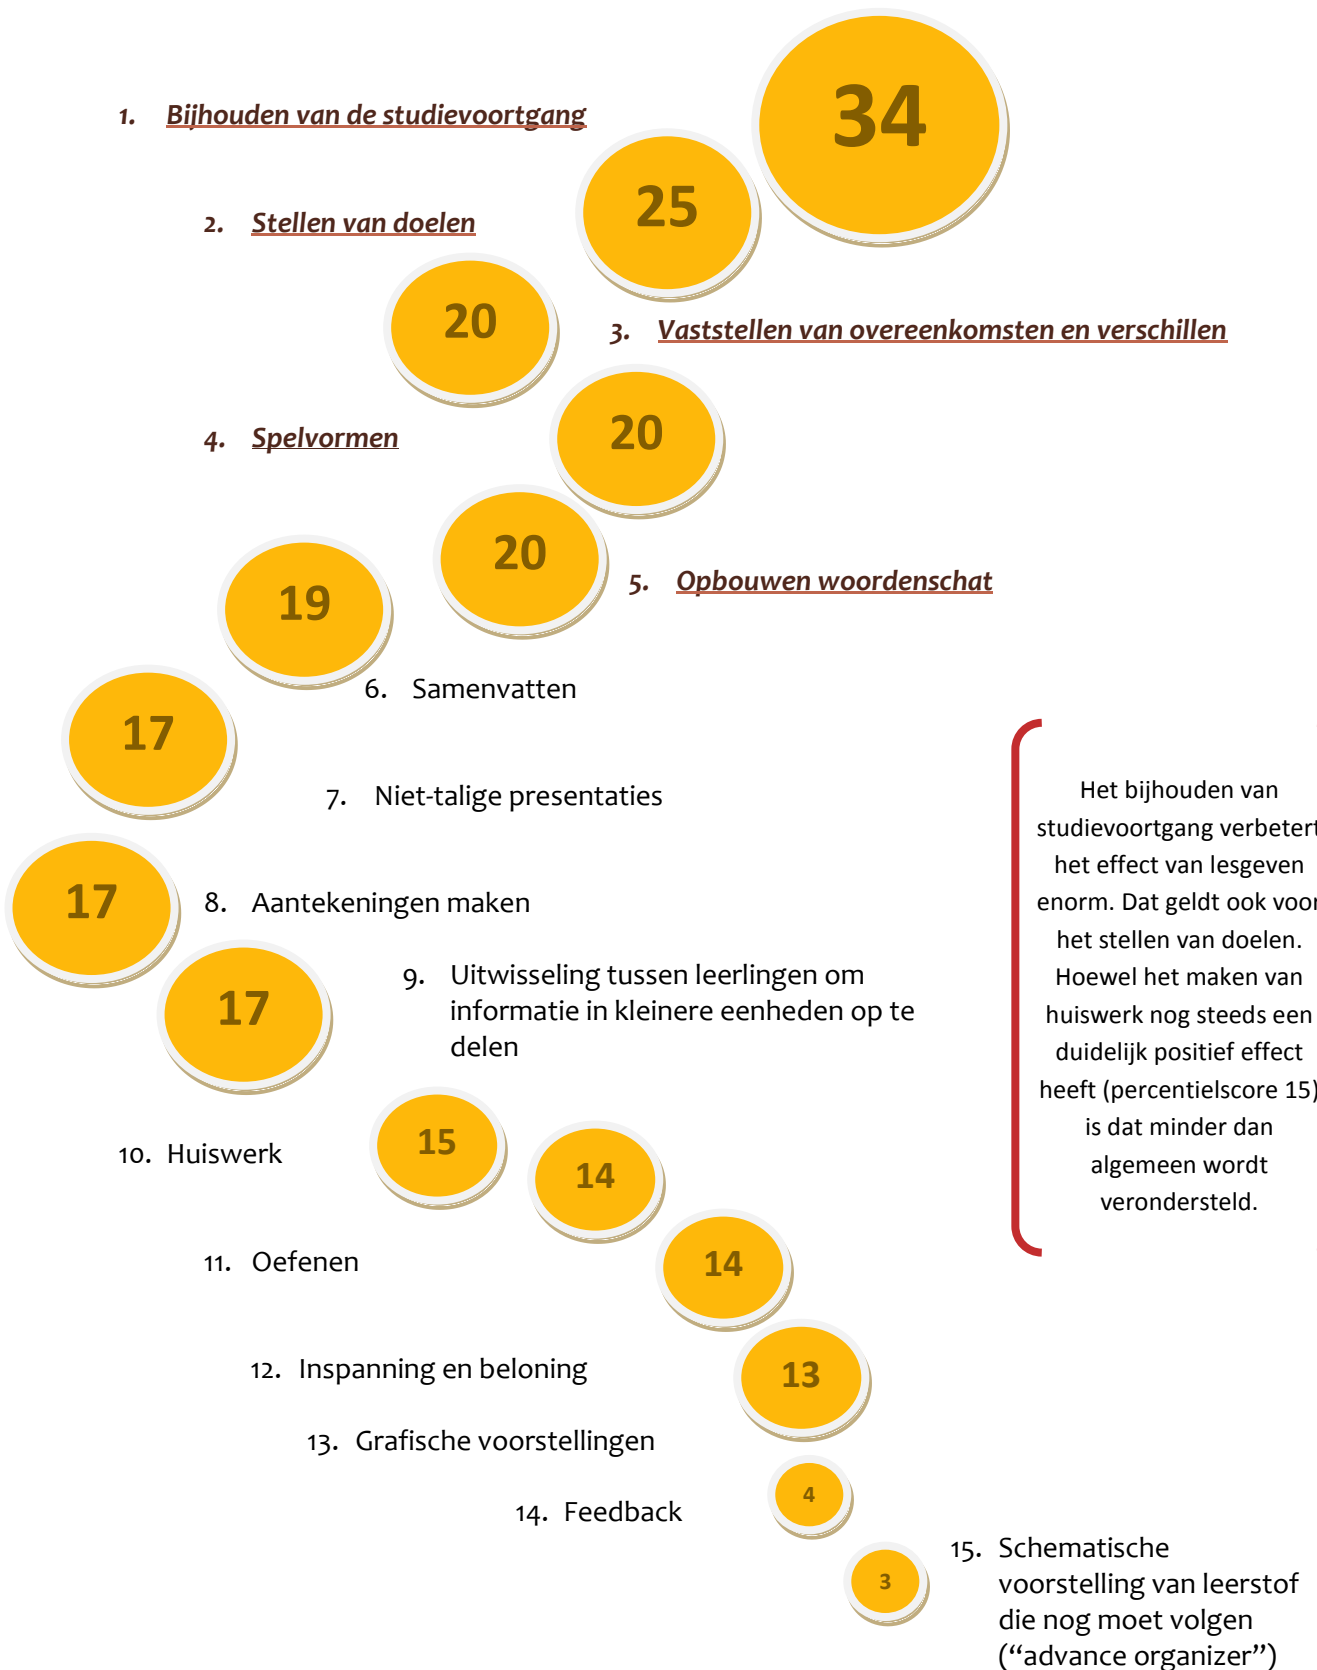 34
1. Bijhouden van de studievoortgang
25
2. Stellen van doelen
20
3. Vaststellen van overeenkomsten en verschillen
20
4. Spelvormen
20
5. Opbouwen woordenschat
19
6. Samenvatten
17
7. Niet-talige presentaties
17
8. Aantekeningen maken
17
9. Uitwisseling tussen leerlingen om
informatie in kleinere eenheden op te
delen
10. Huiswerk
15
14
11. Oefenen
14
12. Inspanning en beloning
13
13. Grafische voorstellingen
4
14. Feedback
3
15. Schematische
voorstelling van leerstof
die nog moet volgen
(“advance organizer”)
Het bijhouden van
studievoortgang verbetert
het effect van lesgeven
enorm. Dat geldt ook voor
het stellen van doelen.
Hoewel het maken van
huiswerk nog steeds een
duidelijk positief effect
heeft (percentielscore 15)
is dat minder dan
algemeen wordt
verondersteld.